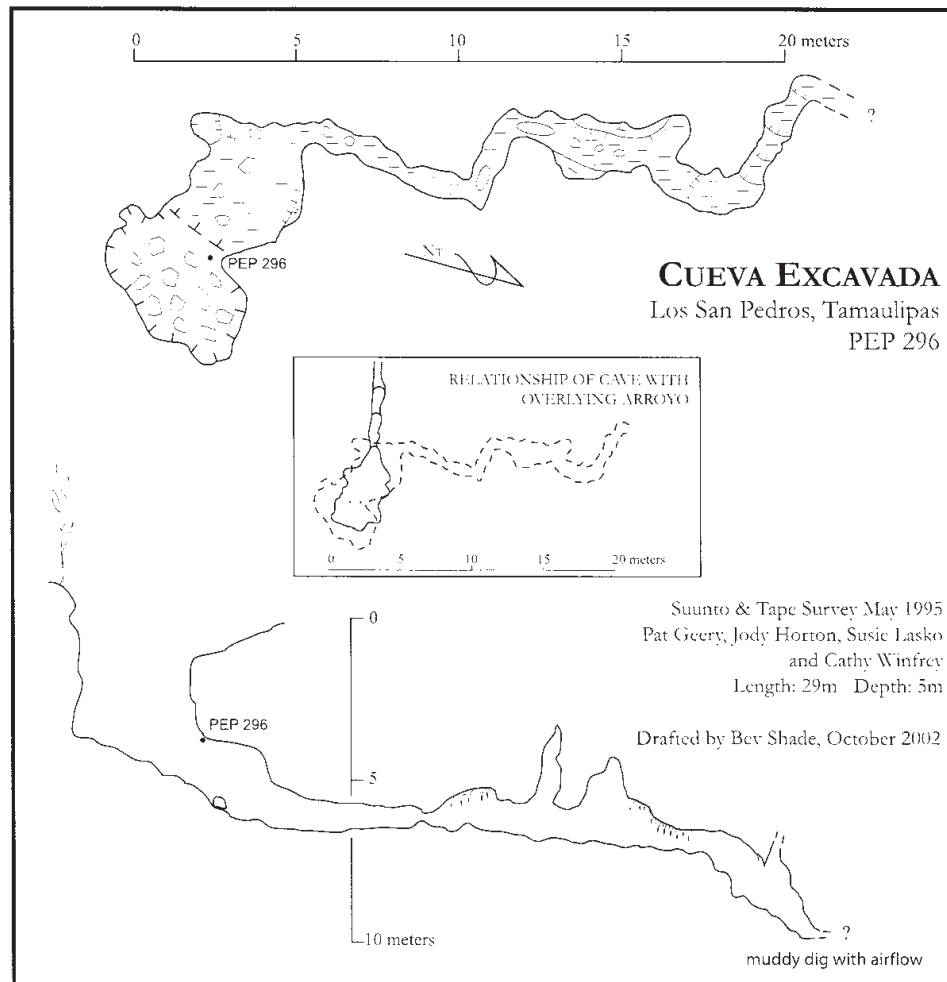 0 5 10 15 20 meters
?
PEP 296
NT
CUEVA EXCAVADA
Los San Pedros, Tamaulipas
PEP 296
RELATIONSHIP OF CAVE WITH
OVERLYING ARROYO
0 5 10 15 20 meters
Suunto & Tape Survey May 1995
Pat Geery, Jody Horton, Susie Lasko
and Cathy Winfrey
Length: 29m Depth: 5m
Drafted by Bev Shade, October 2002
0
PEP 296
5
10 meters
?
muddy dig with airflow